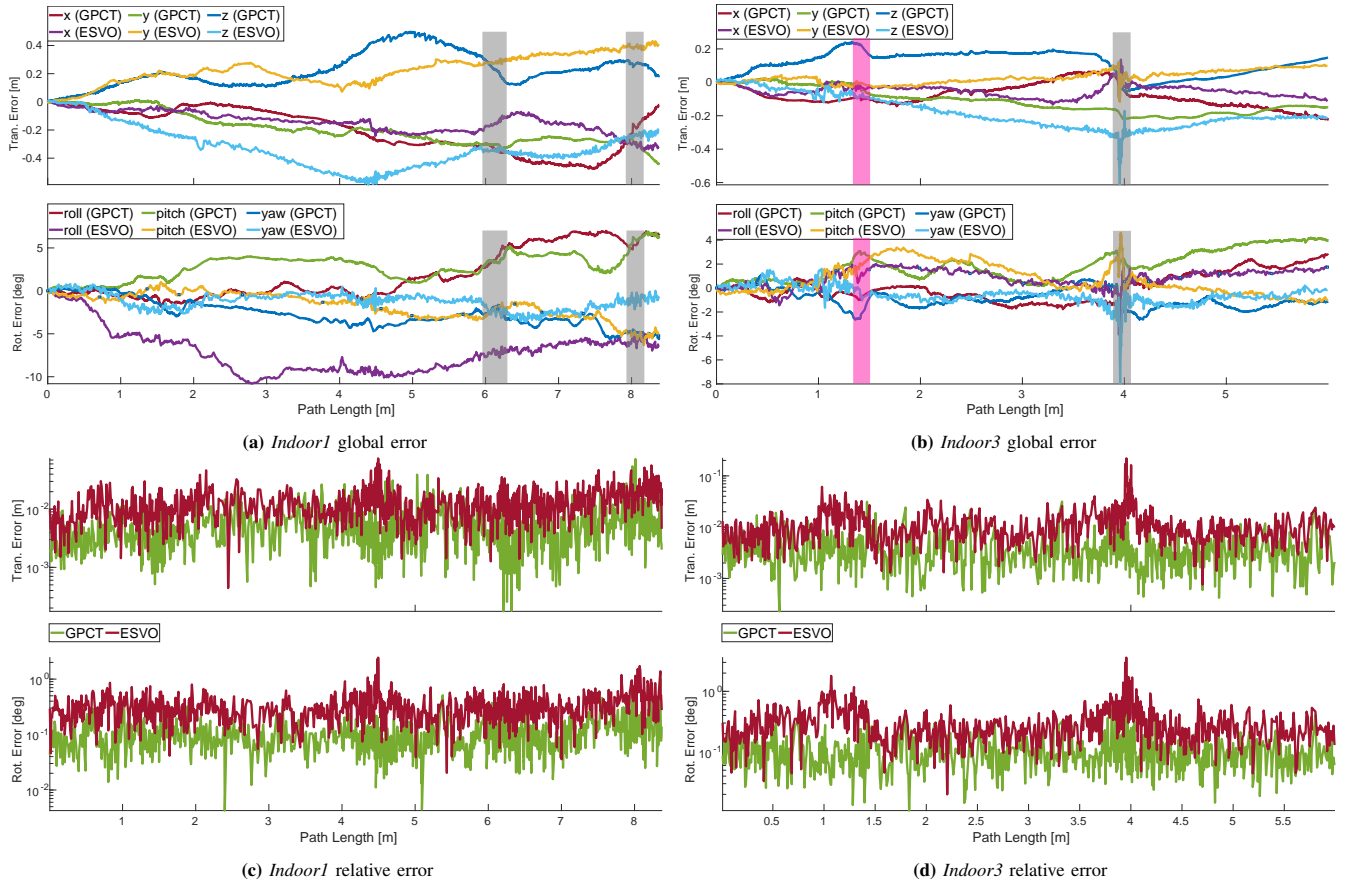 x (GPCT) y (GPCT) z (GPCT)
x (ESVO) y (ESVO) z (ESVO)
0.4
0.2
0
-0.2
-0.4
Tran. Error [m]
roll (GPCT) pitch (GPCT) yaw (GPCT)
roll (ESVO) pitch (ESVO) yaw (ESVO)
5
0
-5
-10
Rot. Error [deg]
0 1 2 3 4 5 6 7 8
Path Length [m]
(a) Indoor1 global error
x (GPCT) y (GPCT) z (GPCT)
x (ESVO) y (ESVO) z (ESVO)
0.2
0
-0.2
-0.4
-0.6
Tran. Error [m]
roll (GPCT) pitch (GPCT) yaw (GPCT)
roll (ESVO) pitch (ESVO) yaw (ESVO)
4
2
0
-2
-4
-6
-8
Rot. Error [deg]
0 1 2 3 4 5
Path Length [m]
(b) Indoor3 global error
10-2
10-3
Tran. Error [m]
5
GPCT ESVO
100
10-1
10-2
Rot. Error [deg]
1 2 3 4 5 6 7 8
Path Length [m]
(c) Indoor1 relative error
10-1
10-2
10-3
Tran. Error [m]
2 4
GPCT ESVO
100
10-1
Rot. Error [deg]
0.5 1 1.5 2 2.5 3 3.5 4 4.5 5 5.5
Path Length [m]
(d) Indoor3 relative error